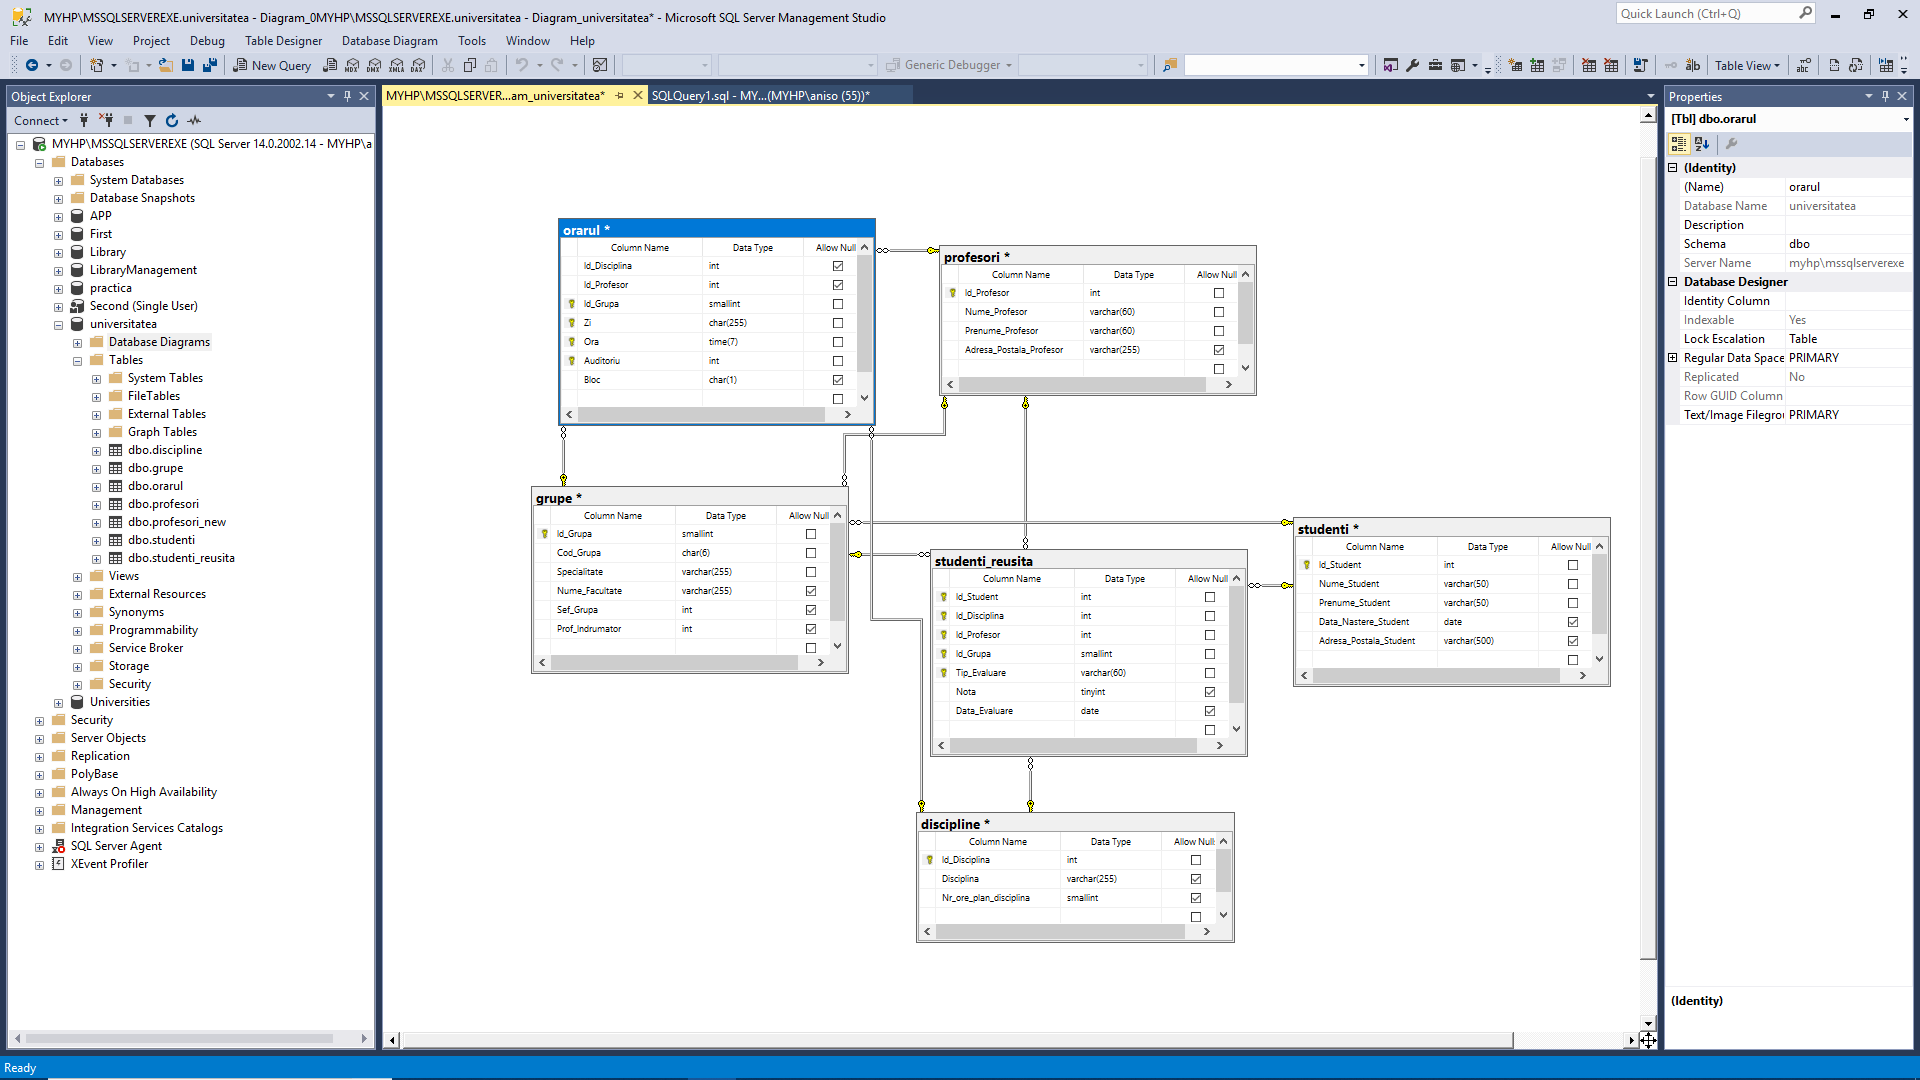 MYHP\MSSQLSERVEREXE.universitatea - Diagram_0MYHP\MSSQLSERVEREXE.universitatea - Diagram_universitatea* - Microsoft SQL Server Management Studio
Quick Launch (Ctrl+Q)
File Edit View Project Debug Table Designer Database Diagram Tools Window Help
New Query
MDX DMX XMLA DAX
Generic Debugger
Table View
Object Explorer
Connect
MYHP\MSSQLSERVEREXE (SQL Server 14.0.2002.14 - MYHP\a
Databases
System Databases
Database Snapshots
APP
First
Library
LibraryManagement
practica
Second (Single User)
universitatea
Database Diagrams
Tables
System Tables
FileTables
External Tables
Graph Tables
dbo.discipline
dbo.grupe
dbo.orarul
dbo.profesori
dbo.profesori_new
dbo.studenti
dbo.studenti_reusita
Views
External Resources
Synonyms
Programmability
Service Broker
Storage
Security
Universities
Security
Server Objects
Replication
PolyBase
Always On High Availability
Management
Integration Services Catalogs
SQL Server Agent
XEvent Profiler
MYHP\MSSQLSERVER...am_universitatea*
SQLQuery1.sql - MY...(MYHP\aniso (55))*
orarul *
Column Name Data Type Allow Null
Id_Disciplina int
Id_Profesor int
Id_Grupa smallint
Zi char(255)
Ora time(7)
Auditoriu int
Bloc char(1)
profesori *
Column Name Data Type Allow Null
Id_Profesor int
Nume_Profesor varchar(60)
Prenume_Profesor varchar(60)
Adresa_Postala_Profesor varchar(255)
grupe *
Column Name Data Type Allow Null
Id_Grupa smallint
Cod_Grupa char(6)
Specialitate varchar(255)
Nume_Facultate varchar(255)
Sef_Grupa int
Prof_Indrumator int
studenti_reusita
Column Name Data Type Allow Null
Id_Student int
Id_Disciplina int
Id_Profesor int
Id_Grupa smallint
Tip_Evaluare varchar(60)
Nota tinyint
Data_Evaluare date
studenti *
Column Name Data Type Allow Null
Id_Student int
Nume_Student varchar(50)
Prenume_Student varchar(50)
Data_Nastere_Student date
Adresa_Postala_Student varchar(500)
discipline *
Column Name Data Type Allow Null
Id_Disciplina int
Disciplina varchar(255)
Nr_ore_plan_disciplina smallint
Properties
[Tbl] dbo.orarul
(Identity)
(Name) orarul
Database Name universitatea
Description
Schema dbo
Server Name myhp\mssqlserverexe
Database Designer
Identity Column
Indexable Yes
Lock Escalation Table
Regular Data Space PRIMARY
Replicated No
Row GUID Column
Text/Image Filegrou PRIMARY
(Identity)
Ready